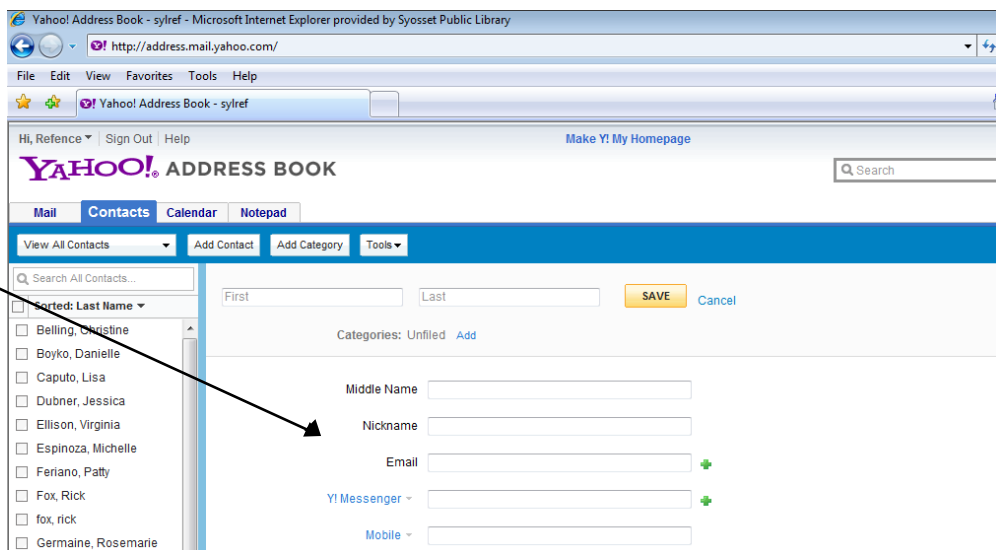 Yahoo! Address Book - sylref - Microsoft Internet Explorer provided by Syosset Public Library
http://address.mail.yahoo.com/
File Edit View Favorites Tools Help
Yahoo! Address Book - sylref
Hi, Refence Sign Out Help Make Y! My Homepage
YAHOO!® ADDRESS BOOK Search
Mail Contacts Calendar Notepad
View All Contacts Add Contact Add Category Tools
Search All Contacts...
First Last SAVE Cancel
Sorted: Last Name
Categories: Unfiled Add
Belling, Christine
Boyko, Danielle
Caputo, Lisa
Dubner, Jessica
Ellison, Virginia
Espinoza, Michelle
Feriano, Patty
Fox, Rick
fox, rick
Germaine, Rosemarie
Middle Name
Nickname
Email
Y! Messenger
Mobile